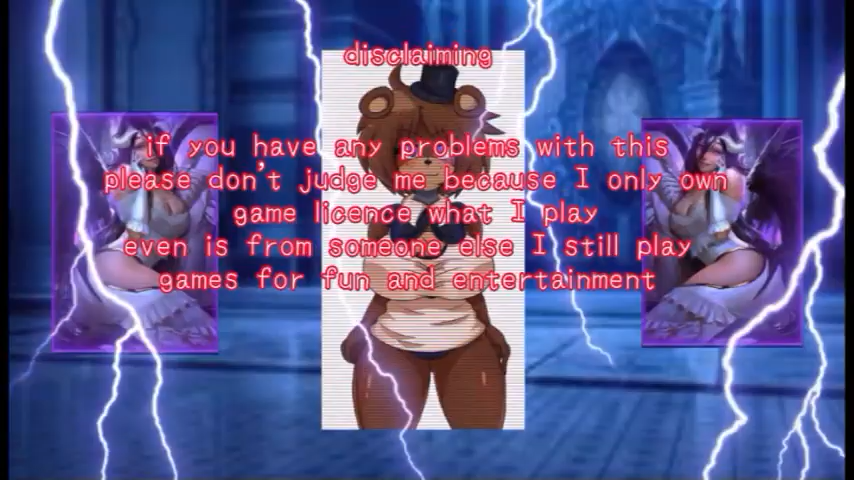 disclaiming
if you have any problems with this
please don't judge me because I only own
game licence what I play
even is from someone else I still play
games for fun and entertainment